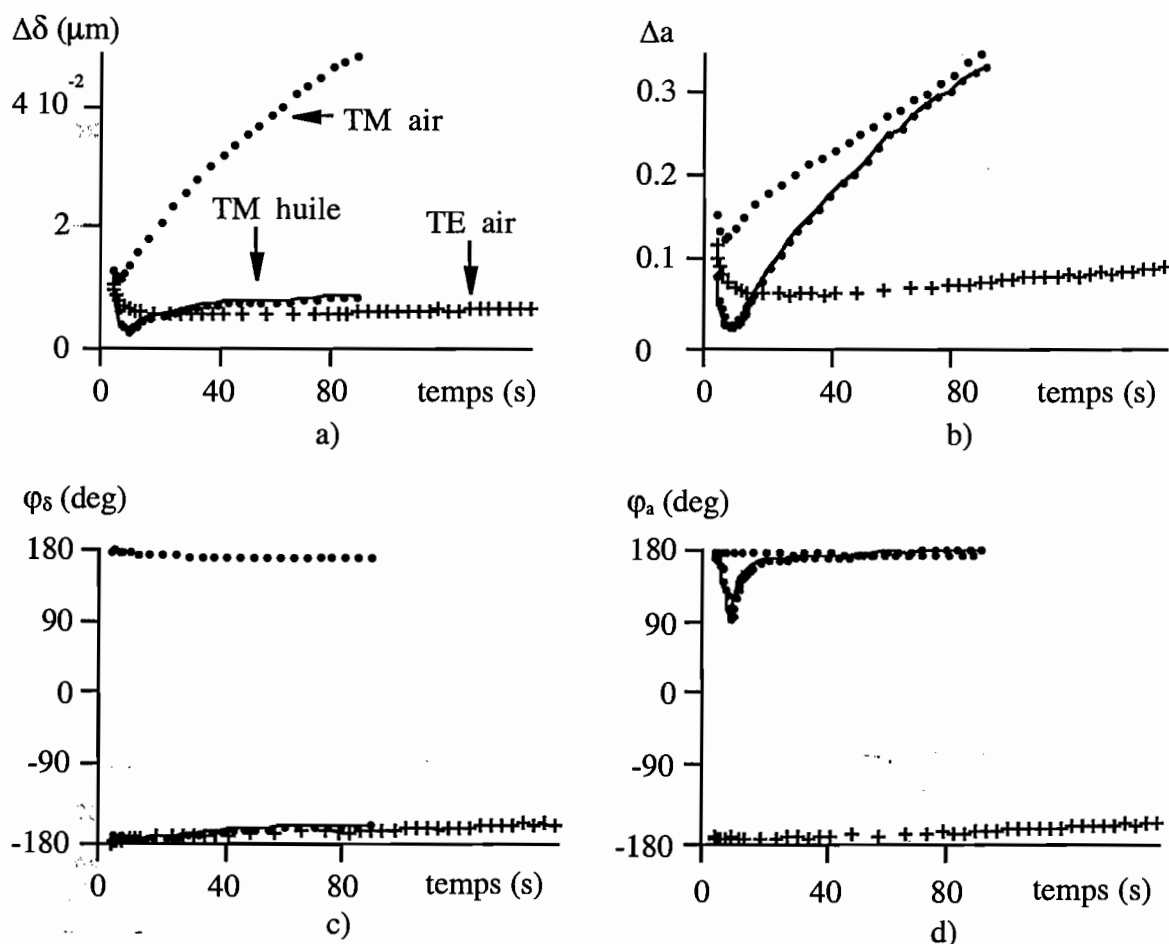 Δδ (μm)
4 10⁻²
2
0
TM air
TM huile
TE air
0 40 80 temps (s)
a)
Δa
0.3
0.2
0.1
0
0 40 80 temps (s)
b)
φδ (deg)
180
90
0
-90
-180
0 40 80 temps (s)
c)
φa (deg)
180
90
0
-90
-180
0 40 80 temps (s)
d)